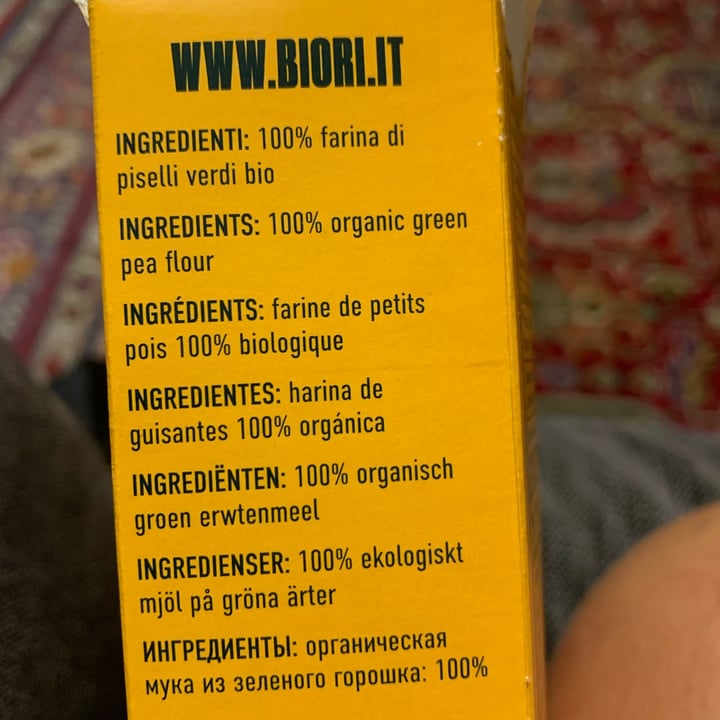 WWW.BIORI.IT
INGREDIENTI: 100% farina di
piselli verdi bio
INGREDIENTS: 100% organic green
pea flour
INGRÉDIENTS: farine de petits
pois 100% biologique
INGREDIENTES: harina de
guisantes 100% orgánica
INGREDIËNTEN: 100% organisch
groen erwtenmeel
INGREDIENSER: 100% ekologiskt
mjöl på gröna ärter
ИНГРЕДИЕНТЫ: органическая
мука из зеленого горошка: 100%